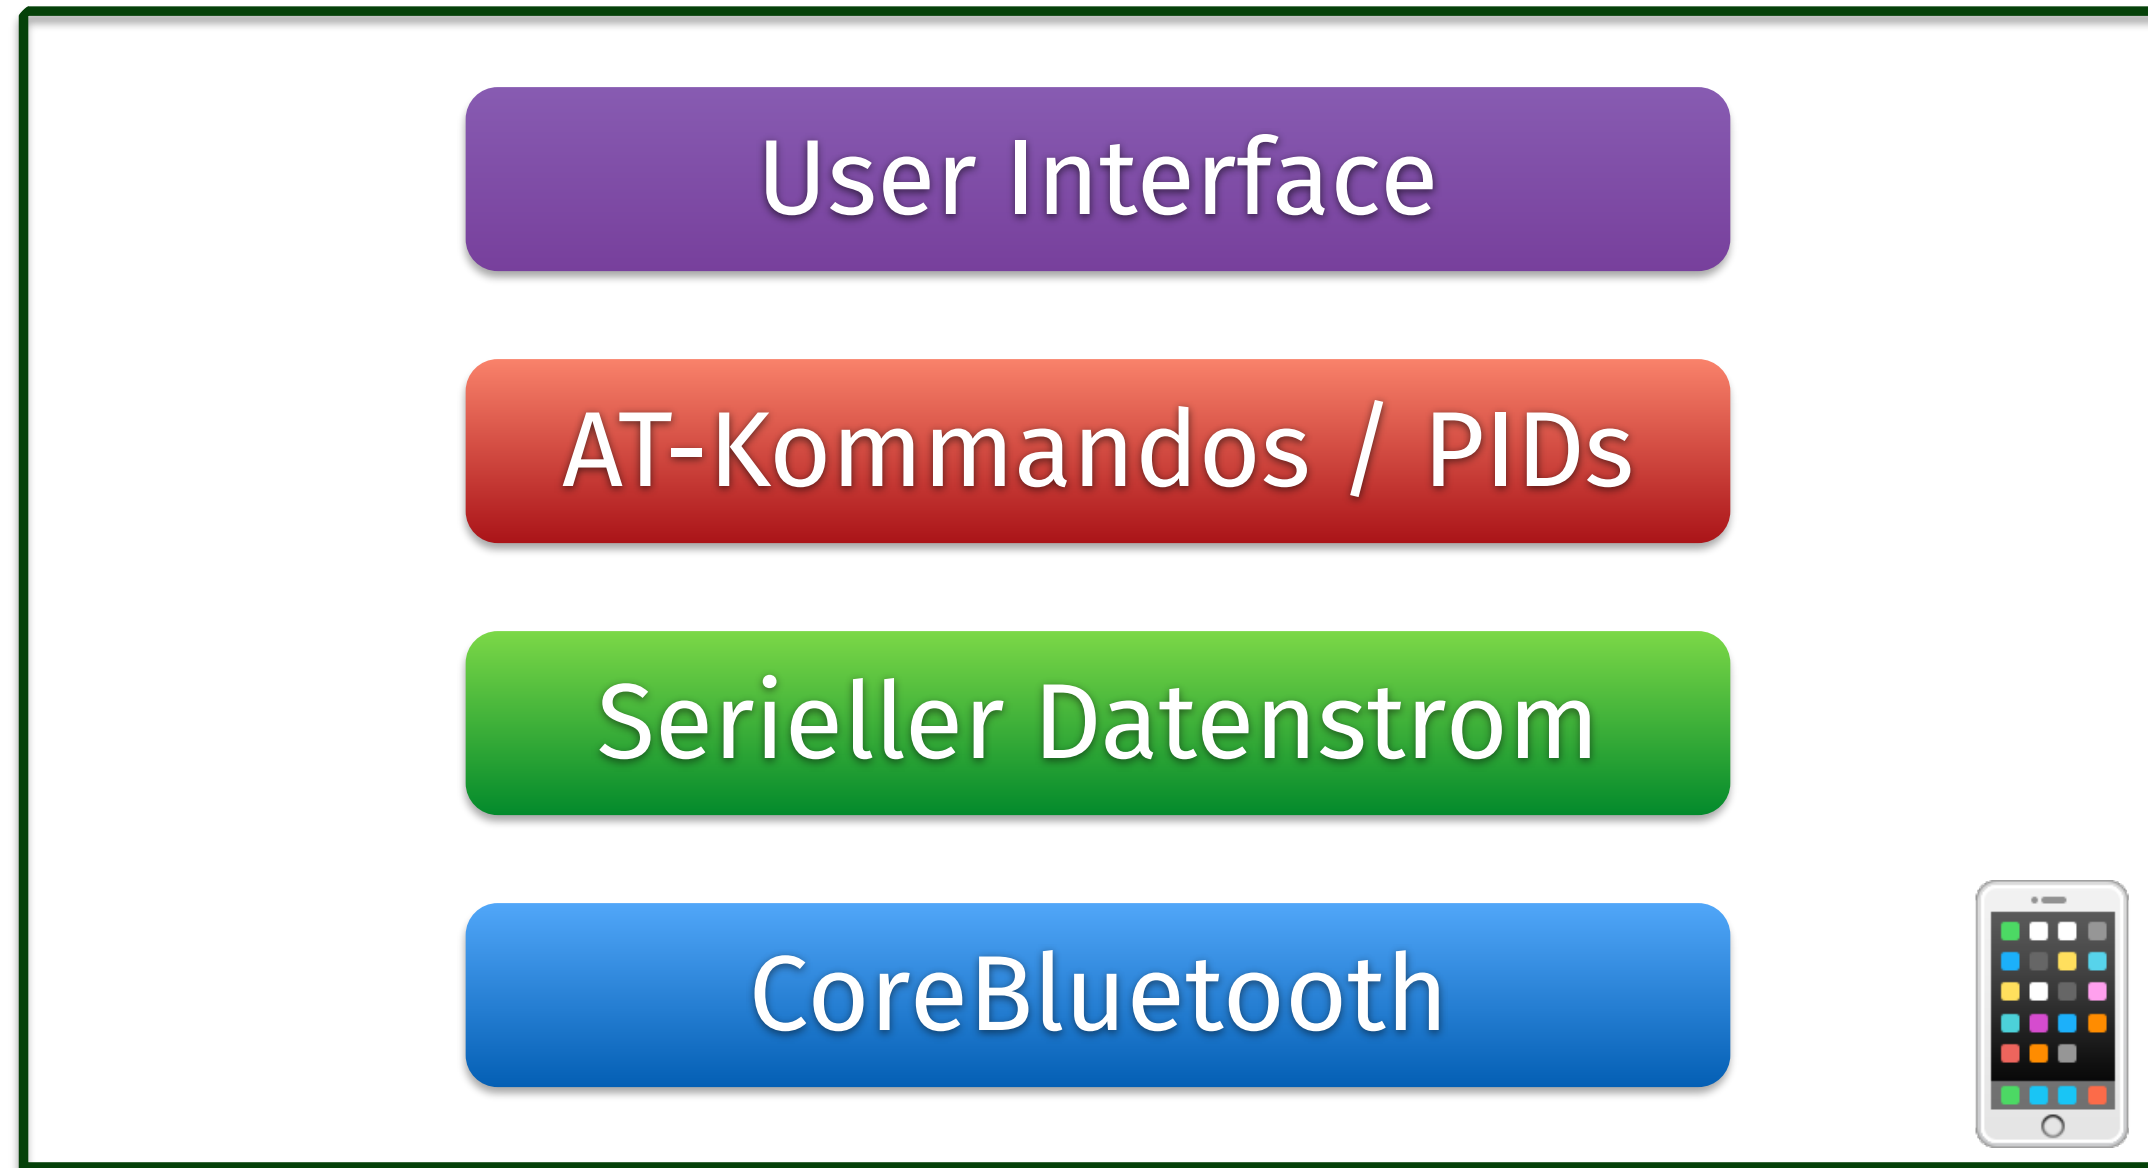 User Interface
AT-Kommandos / PIDs
Serieller Datenstrom
CoreBluetooth